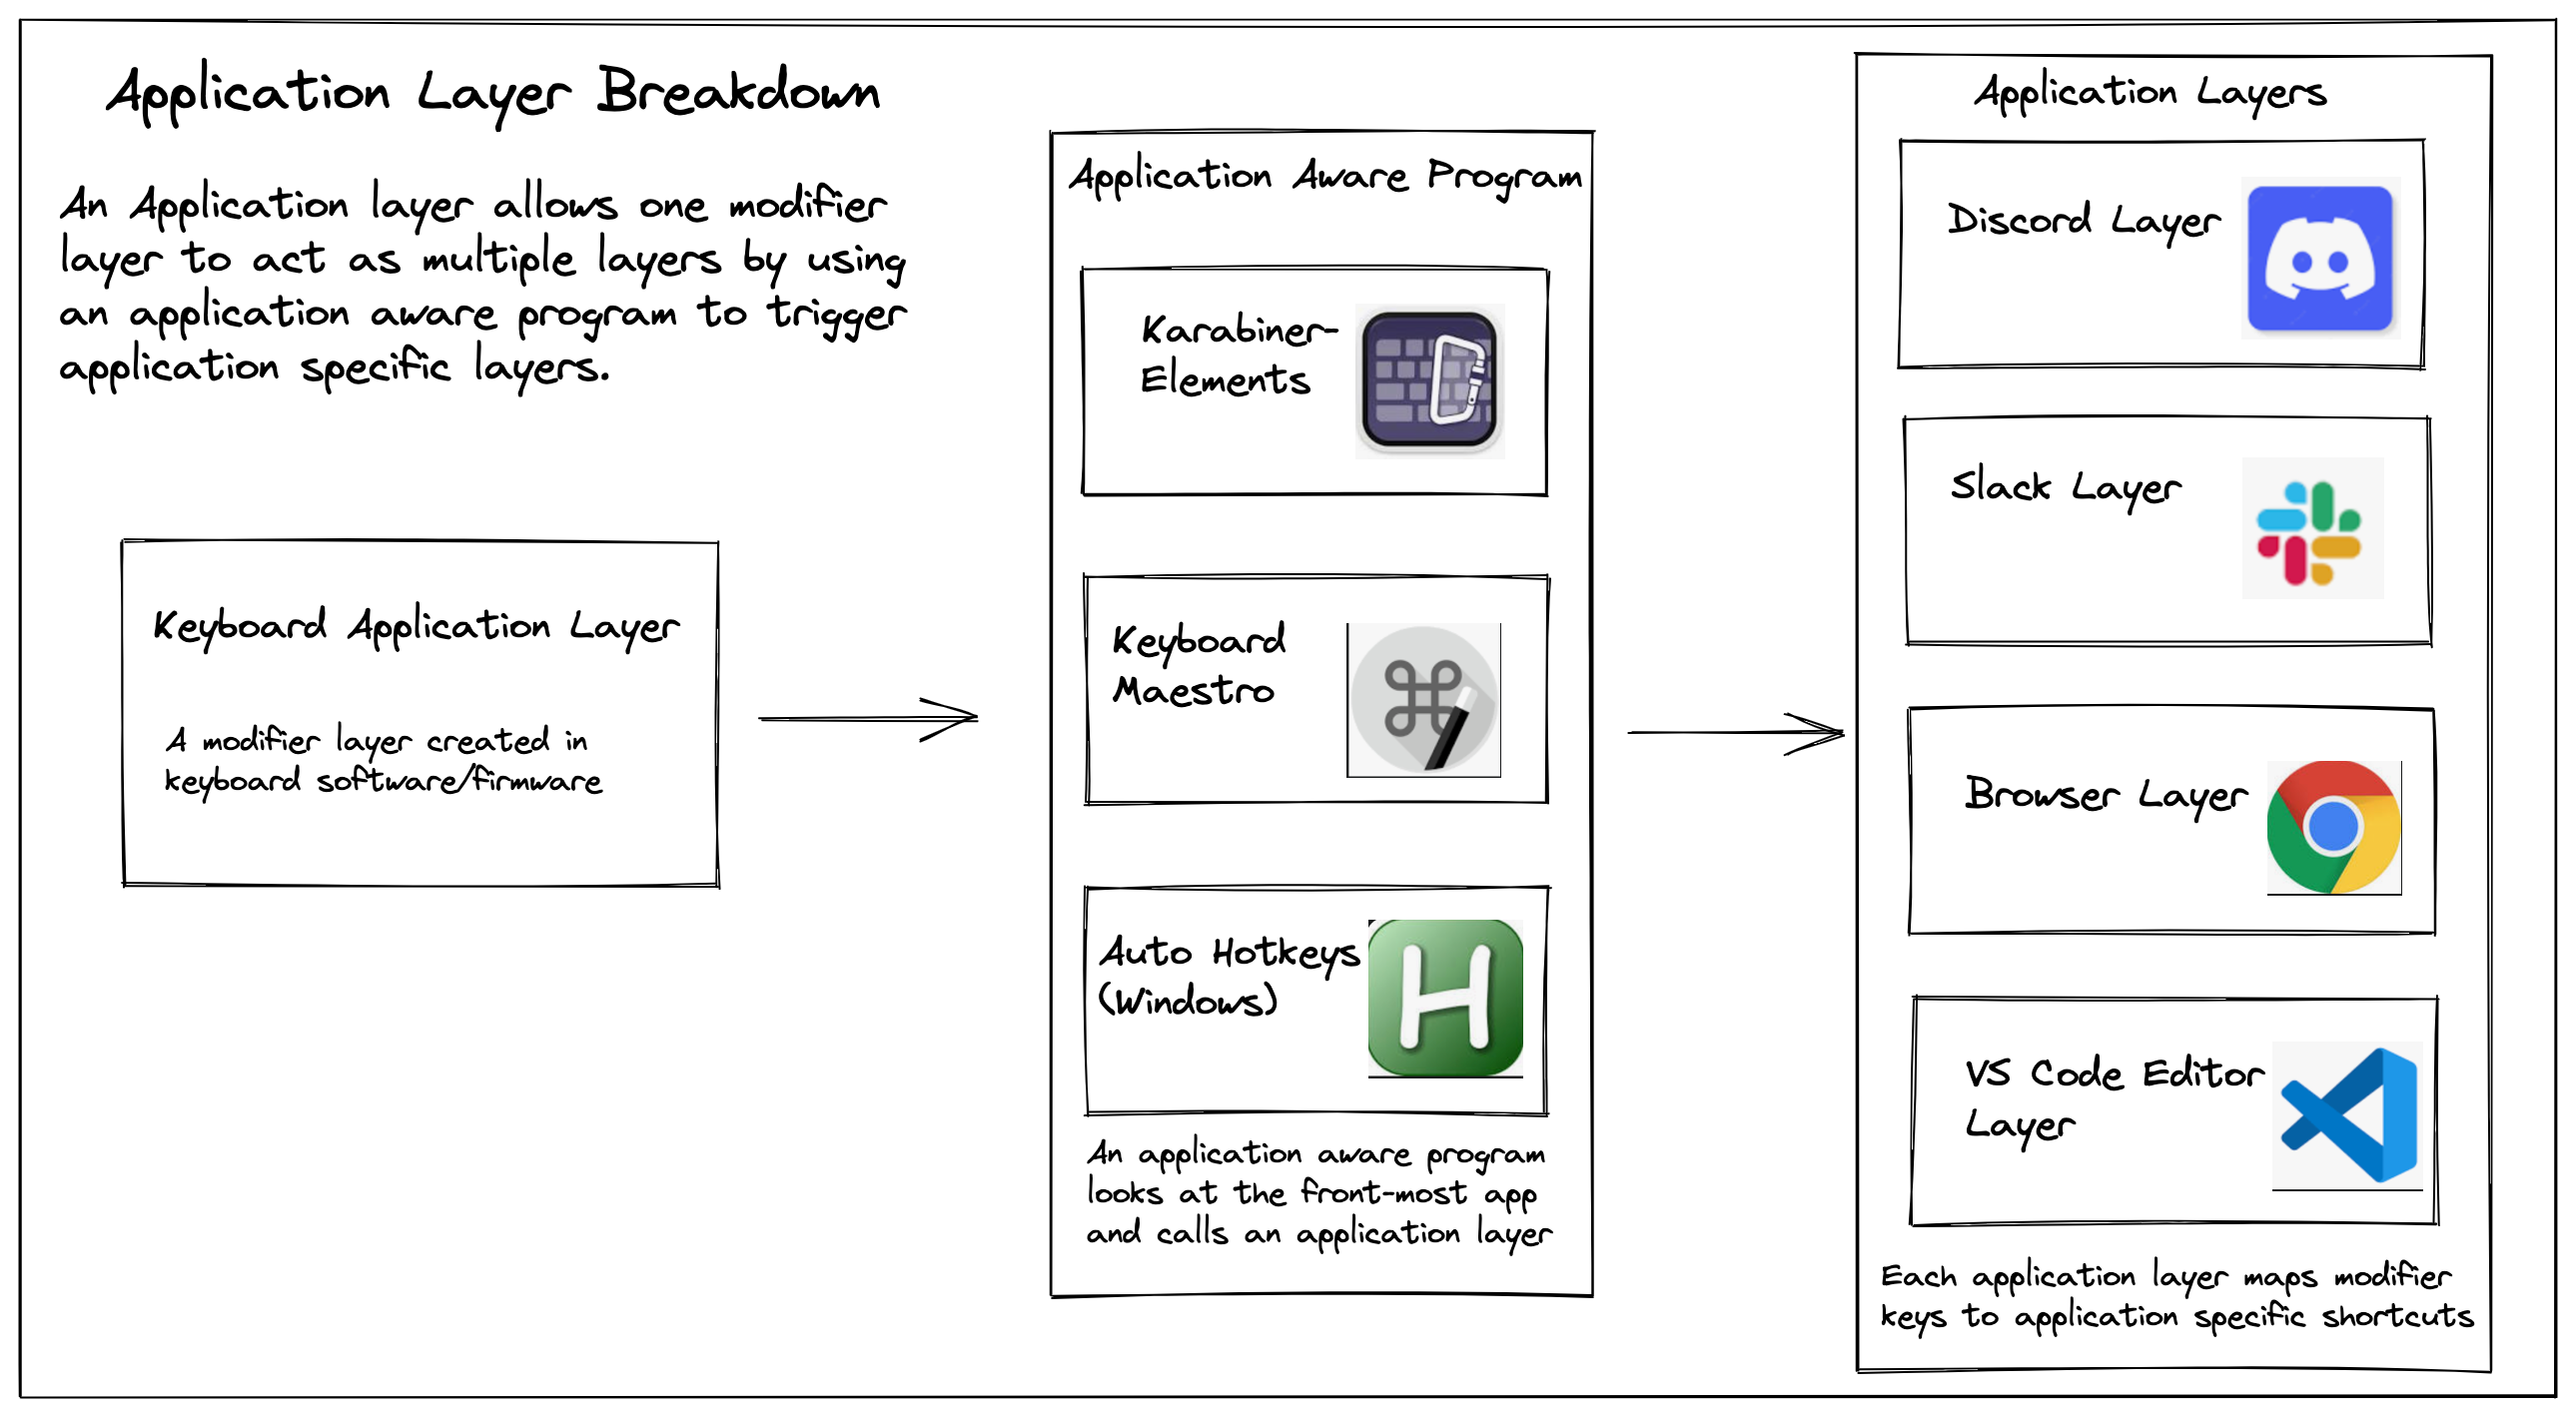 Application Layer Breakdown
An Application layer allows one modifier
layer to act as multiple layers by using
an application aware program to trigger
application specific layers.
Keyboard Application Layer
A modifier layer created in
keyboard software/firmware
Application Aware Program
Karabiner-
Elements
Keyboard
Maestro
Auto Hotkeys
(Windows)
H
An application aware program
looks at the front-most app
and calls an application layer
Application Layers
Discord Layer
Slack Layer
Browser Layer
VS Code Editor
Layer
Each application layer maps modifier
keys to application specific shortcuts